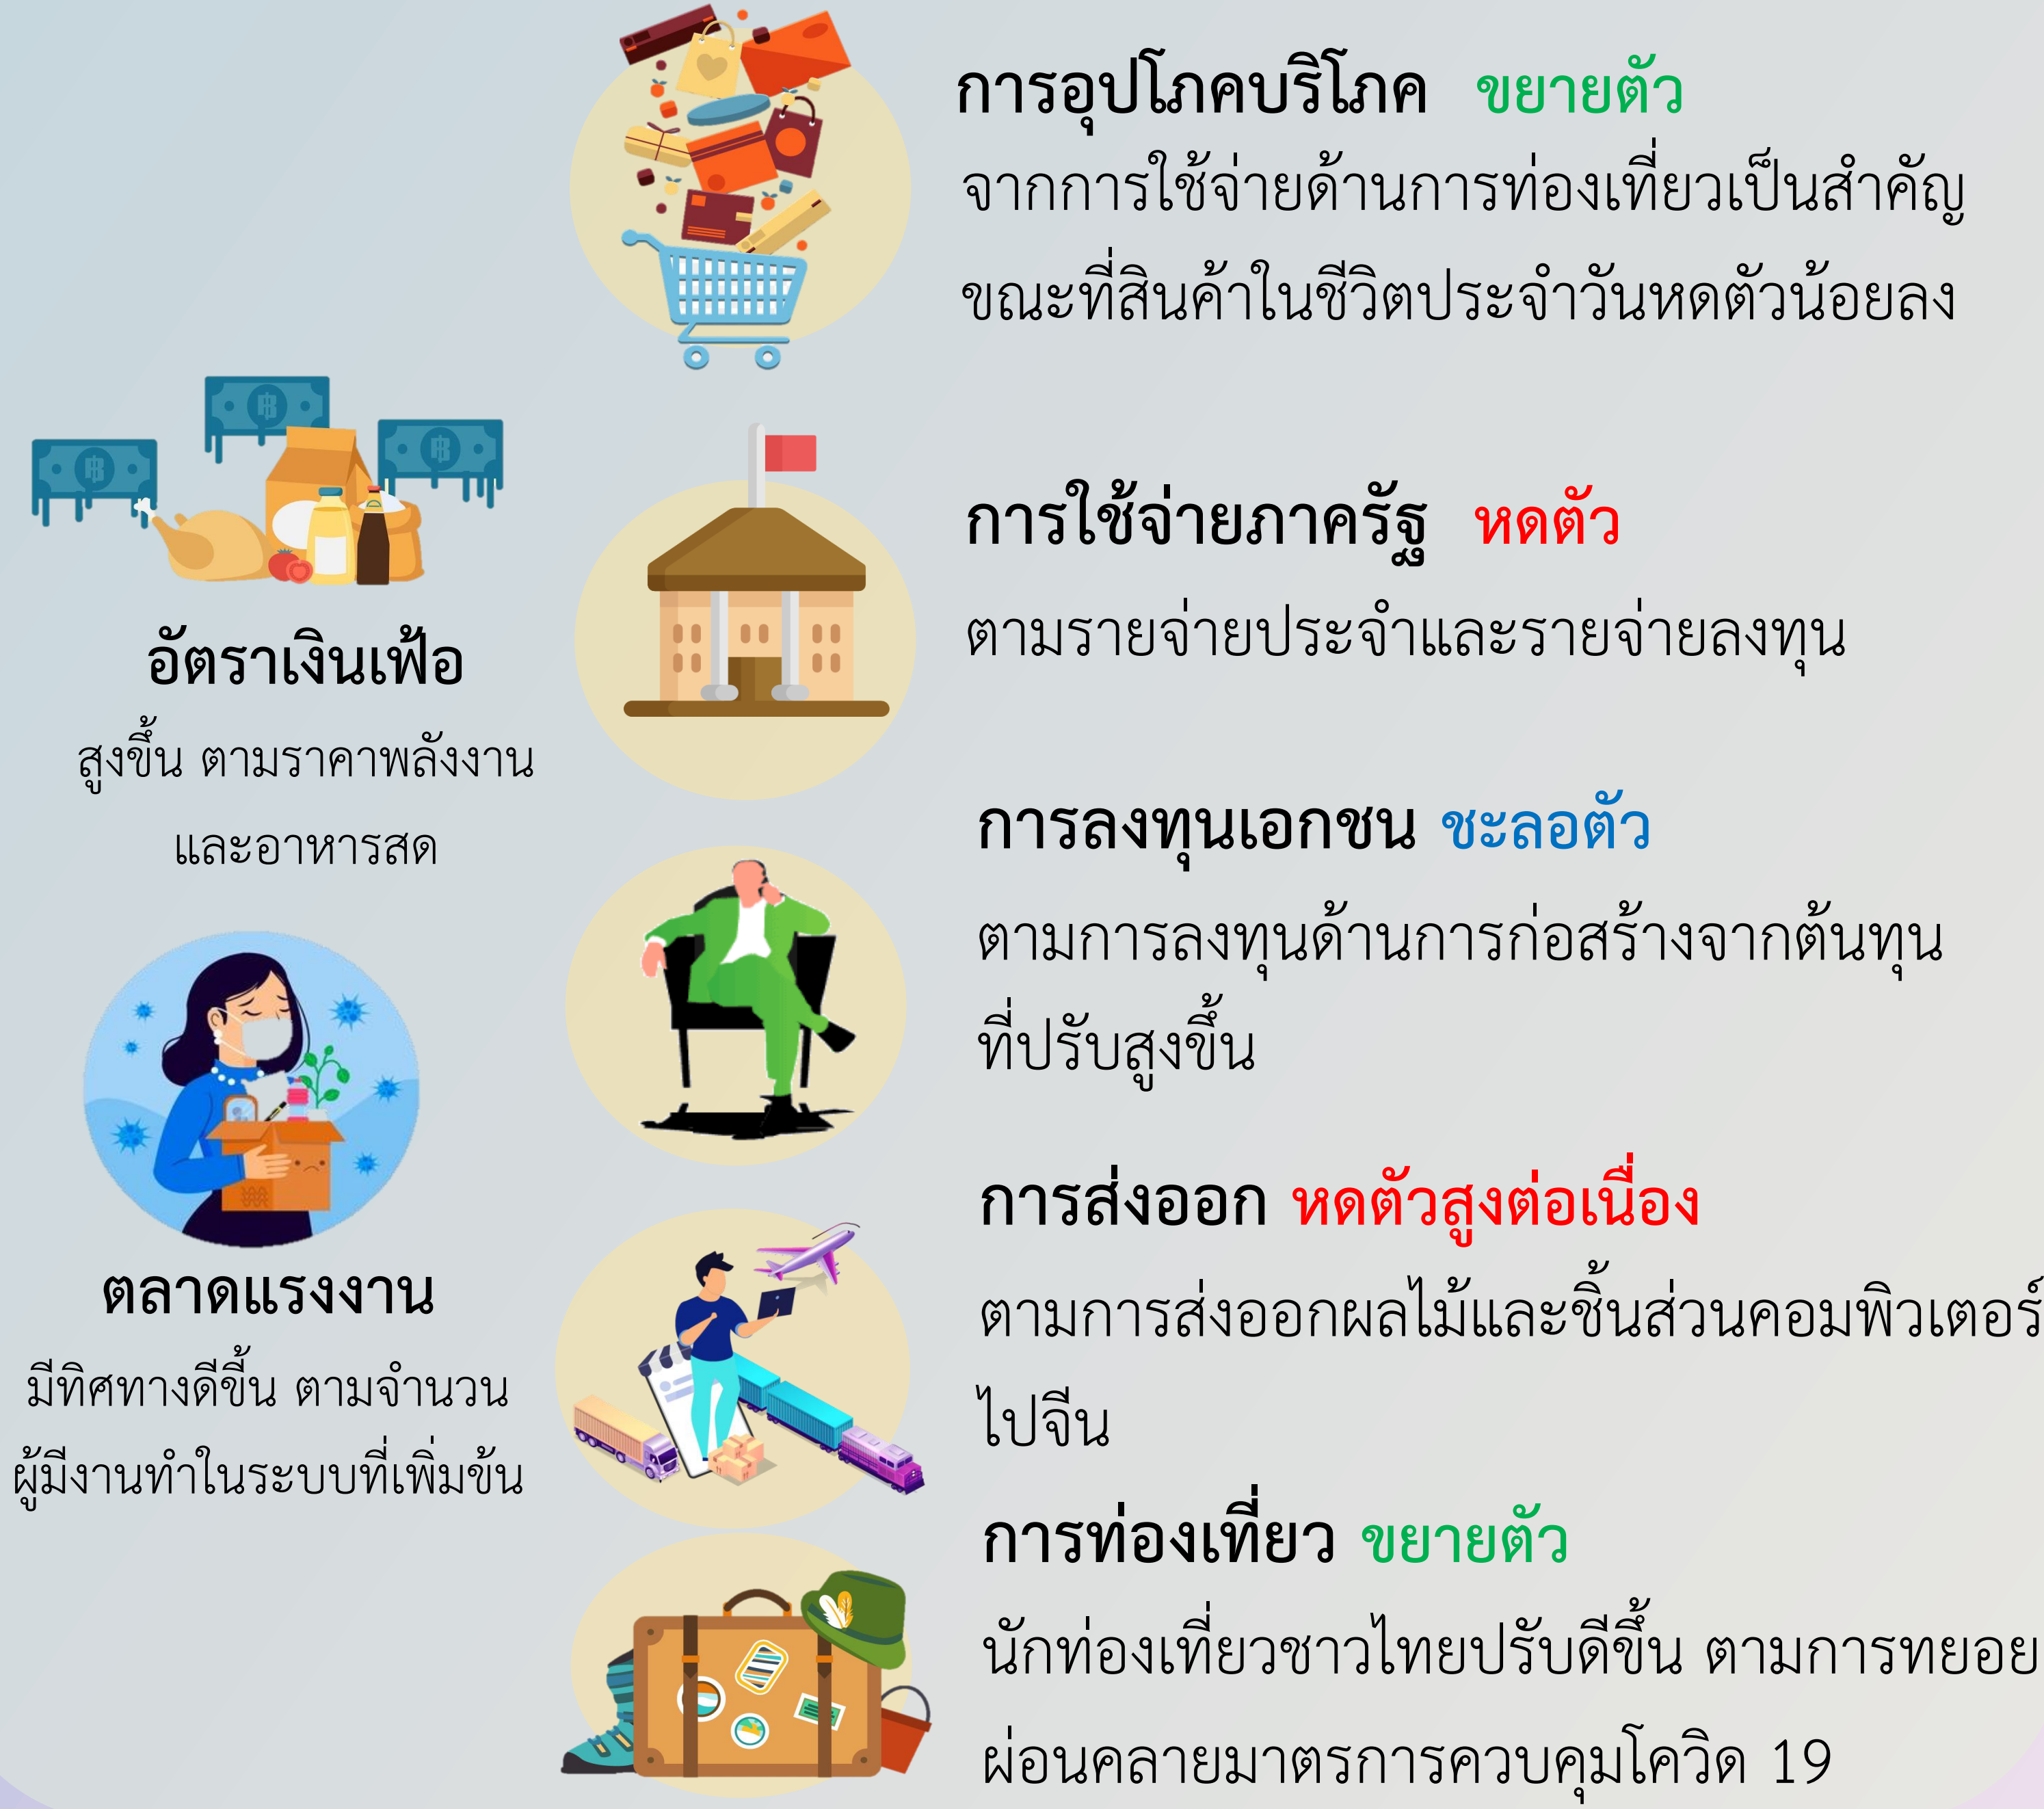 การอุปโภคบริโภค ขยายตัว
จากการใช้จ่ายด้านการท่องเที่ยวเป็นสำคัญ
ขณะที่สินค้าในชีวิตประจำวันหดตัวน้อยลง
การใช้จ่ายภาครัฐ หดตัว
ตามรายจ่ายประจำและรายจ่ายลงทุน
การลงทุนเอกชน ชะลอตัว
ตามการลงทุนด้านการก่อสร้างจากต้นทุน
ที่ปรับสูงขึ้น
การส่งออก หดตัวสูงต่อเนื่อง
ตามการส่งออกผลไม้และชิ้นส่วนคอมพิวเตอร์
ไปจีน
การท่องเที่ยว ขยายตัว
นักท่องเที่ยวชาวไทยปรับดีขึ้น ตามการทยอย
ผ่อนคลายมาตรการควบคุมโควิด 19
อัตราเงินเฟ้อ
สูงขึ้น ตามราคาพลังงาน
และอาหารสด
ตลาดแรงงาน
มีทิศทางดีขึ้น ตามจำนวน
ผู้มีงานทำในระบบที่เพิ่มข้น